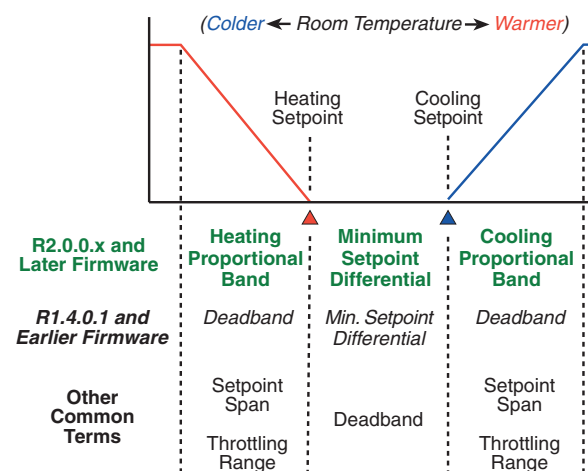 (Colder ← Room Temperature → Warmer)
Heating
Setpoint
Cooling
Setpoint
R2.0.0.x and
Later Firmware
Heating
Proportional
Band
Minimum
Setpoint
Differential
Cooling
Proportional
Band
R1.4.0.1 and
Earlier Firmware
Deadband
Min. Setpoint
Differential
Deadband
Other
Common
Terms
Setpoint
Span
Throttling
Range
Deadband
Setpoint
Span
Throttling
Range